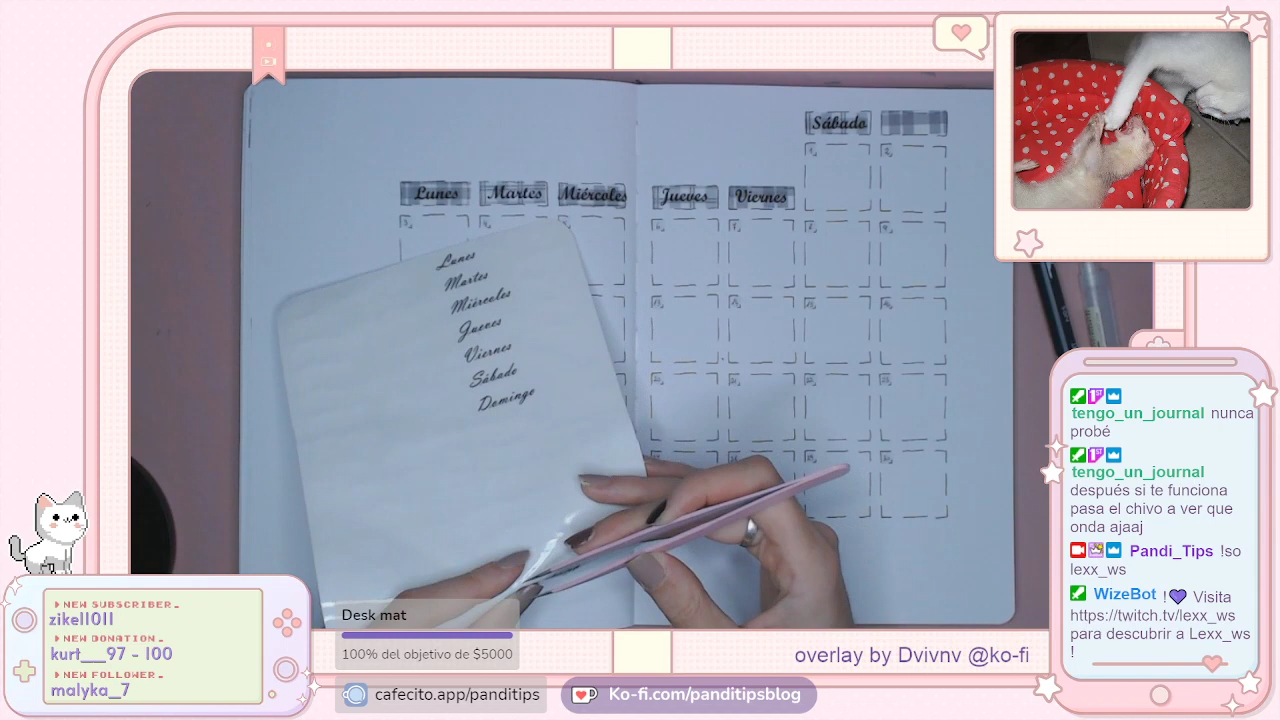 Sábado
Lunes
Martes
Miércoles
Jueves
Viernes
Lunes
Martes
Miércoles
Jueves
Viernes
Sábado
Domingo
tengo_un_journal nunca
probé
tengo_un_journal
después si te funciona
pasa el chivo a ver que
onda ajaaj
Pandi_Tips !so
lexx_ws
WizeBot !💜 Visita
https://twitch.tv/lexx_ws
para descubrir a Lexx_ws
!
NEW SUBSCRIBER_
zikel1011
NEW DONATION_
kurt__97 - 100
NEW FOLLOWER_
malyka_7
Desk mat
100% del objetivo de $5000
overlay by Dvivnv @ko-fi
cafecito.app/panditips
Ko-fi.com/panditipsblog